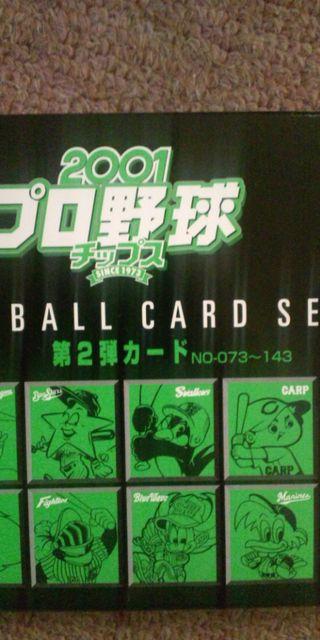 2001
プロ野球
チップス
SINCE 1973
BALL CARD SE
第2弾カード NO-073～143
BayStars
Swallows
CARP
CARP
Fighters
BlueWave
Marines